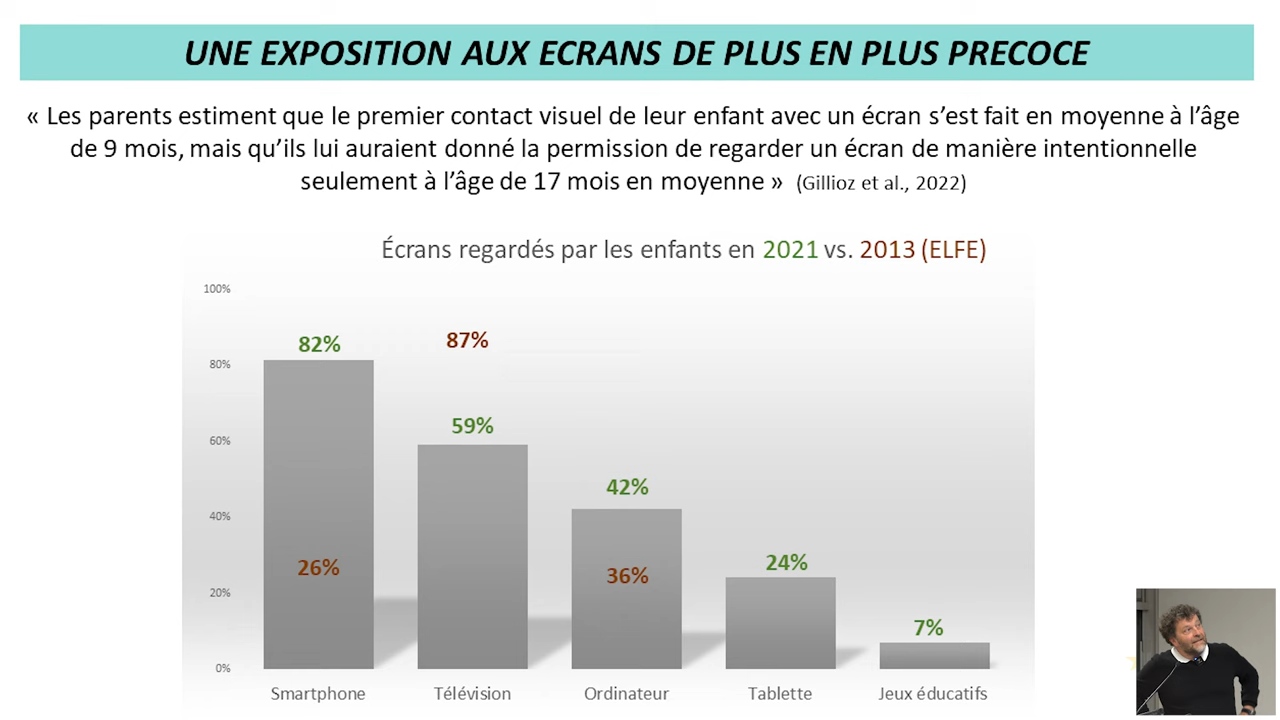 UNE EXPOSITION AUX ECRANS DE PLUS EN PLUS PRECOCE
« Les parents estiment que le premier contact visuel de leur enfant avec un écran s’est fait en moyenne à l’âge
de 9 mois, mais qu’ils lui auraient donné la permission de regarder un écran de manière intentionnelle
seulement à l’âge de 17 mois en moyenne » (Gillioz et al., 2022)
Écrans regardés par les enfants en 2021 vs. 2013 (ELFE)
100%
80%
60%
40%
20%
0%
82%
87%
59%
42%
26%
36%
24%
7%
Smartphone
Télévision
Ordinateur
Tablette
Jeux éducatifs